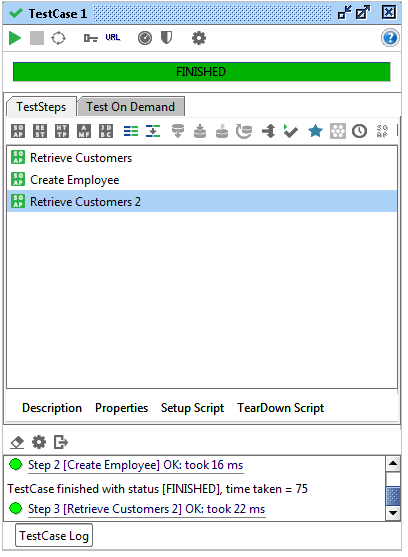 TestCase 1
URL
FINISHED
TestSteps Test On Demand
SO AP RE ST HT TP A MF JD BC SO AP
SO AP Retrieve Customers
SO AP Create Employee
SO AP Retrieve Customers 2
Description Properties Setup Script TearDown Script
Step 2 [Create Employee] OK: took 16 ms
TestCase finished with status [FINISHED], time taken = 75
Step 3 [Retrieve Customers 2] OK: took 22 ms
TestCase Log